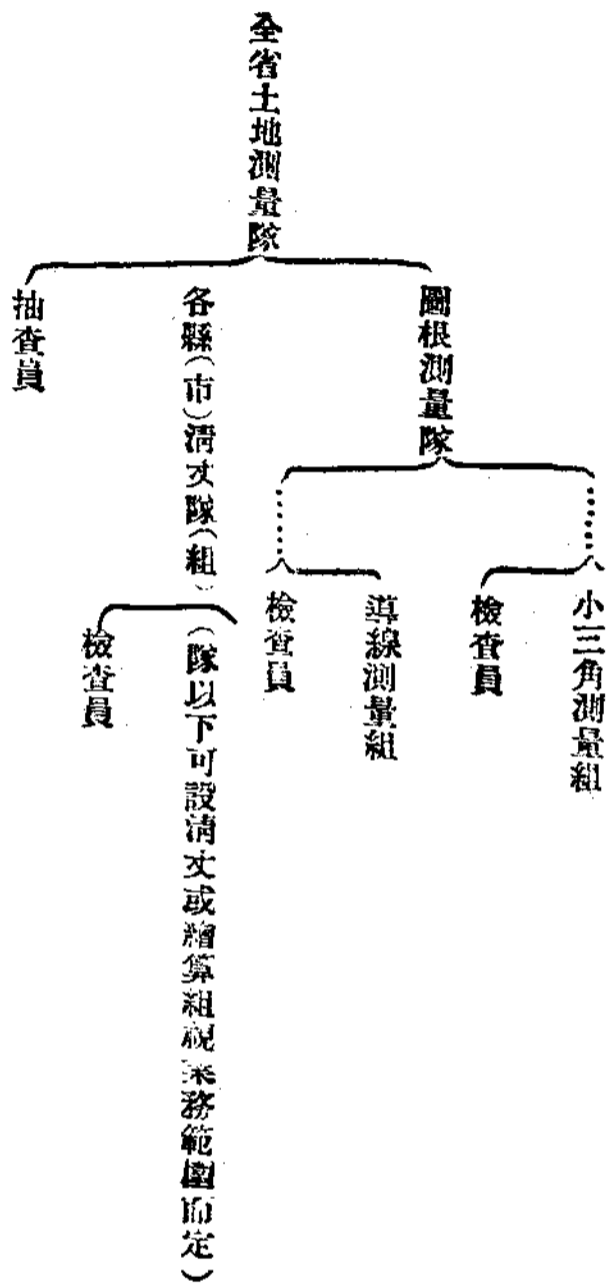 全省土地測量隊
圖根測量隊
小三角測量組
檢查員
導線測量組
檢查員
各縣(市)清丈隊(組)(隊以下可設清丈或繪算組視業務範圍而定)
檢查員
抽查員